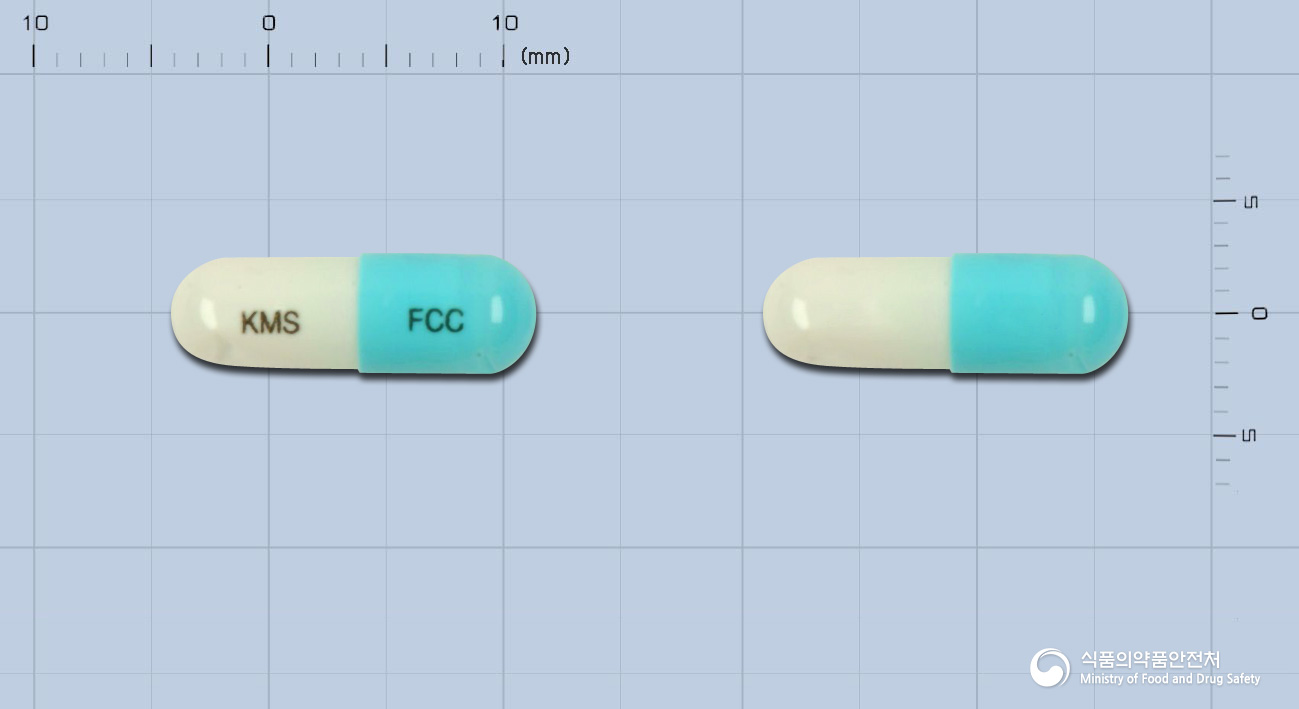 10 0 10
(mm)
5
0
5
KMS FCC
식품의약품안전처
Ministry of Food and Drug Safety